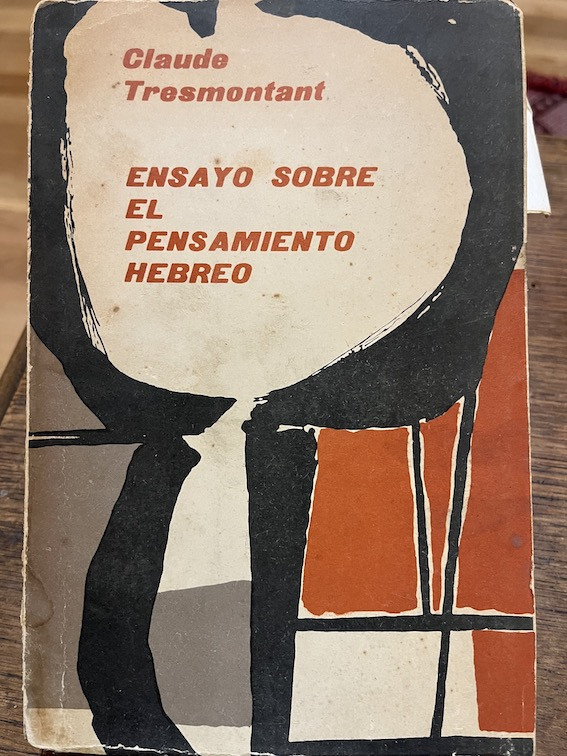 Claude
Tresmontant
ENSAYO SOBRE
EL
PENSAMIENTO
HEBREO